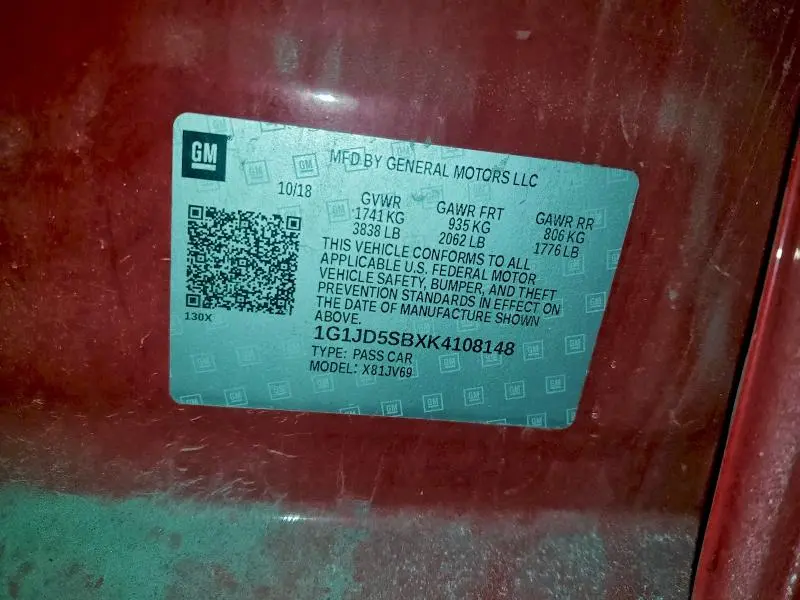 GM
MFD BY GENERAL MOTORS LLC
10/18
GVWR
1741 KG
3838 LB
GAWR FRT
935 KG
2062 LB
GAWR RR
806 KG
1776 LB
THIS VEHICLE CONFORMS TO ALL
APPLICABLE U.S. FEDERAL MOTOR
VEHICLE SAFETY, BUMPER, AND THEFT
PREVENTION STANDARDS IN EFFECT ON
THE DATE OF MANUFACTURE SHOWN
ABOVE.
130X
1G1JD5SBXK4108148
TYPE: PASS CAR
MODEL: X81JV69